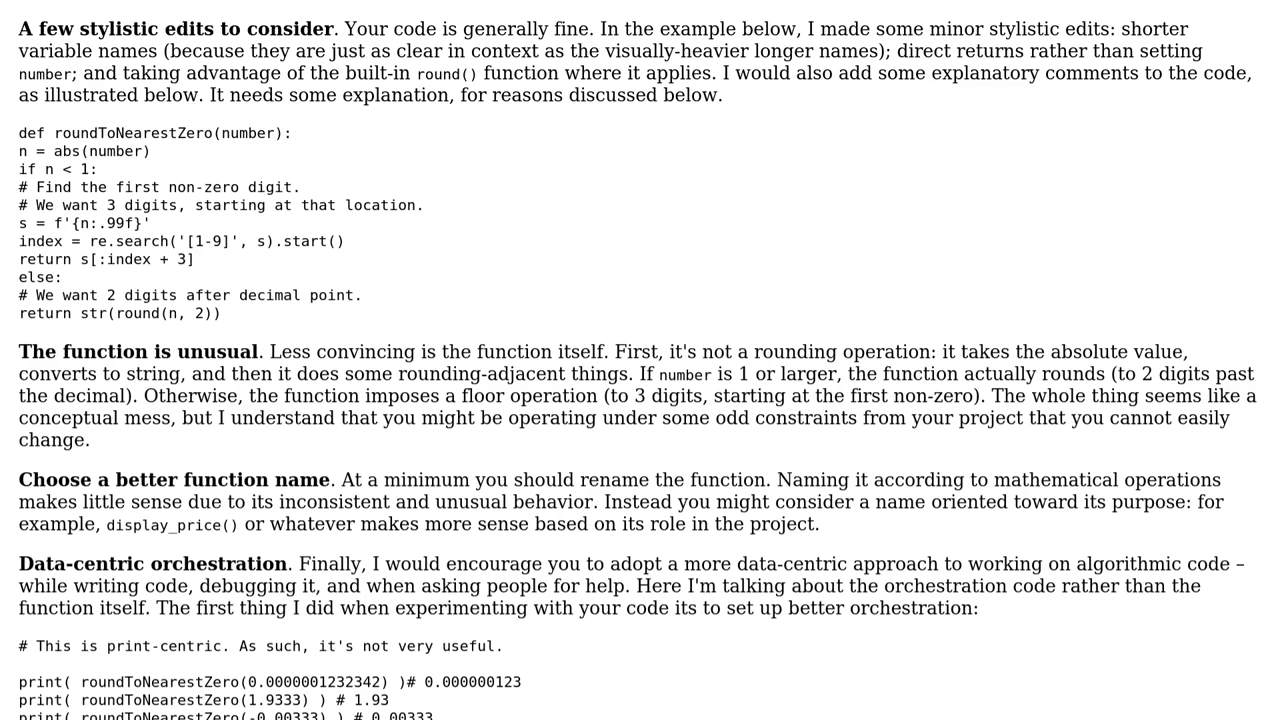 A few stylistic edits to consider. Your code is generally fine. In the example below, I made some minor stylistic edits: shorter
variable names (because they are just as clear in context as the visually-heavier longer names); direct returns rather than setting
number; and taking advantage of the built-in round() function where it applies. I would also add some explanatory comments to the code,
as illustrated below. It needs some explanation, for reasons discussed below.
def roundToNearestZero(number):
n = abs(number)
if n < 1:
# Find the first non-zero digit.
# We want 3 digits, starting at that location.
s = f'{n:.99f}'
index = re.search('[1-9]', s).start()
return s[:index + 3]
else:
# We want 2 digits after decimal point.
return str(round(n, 2))
The function is unusual. Less convincing is the function itself. First, it's not a rounding operation: it takes the absolute value,
converts to string, and then it does some rounding-adjacent things. If number is 1 or larger, the function actually rounds (to 2 digits past
the decimal). Otherwise, the function imposes a floor operation (to 3 digits, starting at the first non-zero). The whole thing seems like a
conceptual mess, but I understand that you might be operating under some odd constraints from your project that you cannot easily
change.
Choose a better function name. At a minimum you should rename the function. Naming it according to mathematical operations
makes little sense due to its inconsistent and unusual behavior. Instead you might consider a name oriented toward its purpose: for
example, display_price() or whatever makes more sense based on its role in the project.
Data-centric orchestration. Finally, I would encourage you to adopt a more data-centric approach to working on algorithmic code –
while writing code, debugging it, and when asking people for help. Here I'm talking about the orchestration code rather than the
function itself. The first thing I did when experimenting with your code its to set up better orchestration:
# This is print-centric. As such, it's not very useful.
print( roundToNearestZero(0.0000001232342) )# 0.000000123
print( roundToNearestZero(1.9333) ) # 1.93
print( roundToNearestZero(-0.00333) ) # 0.00333